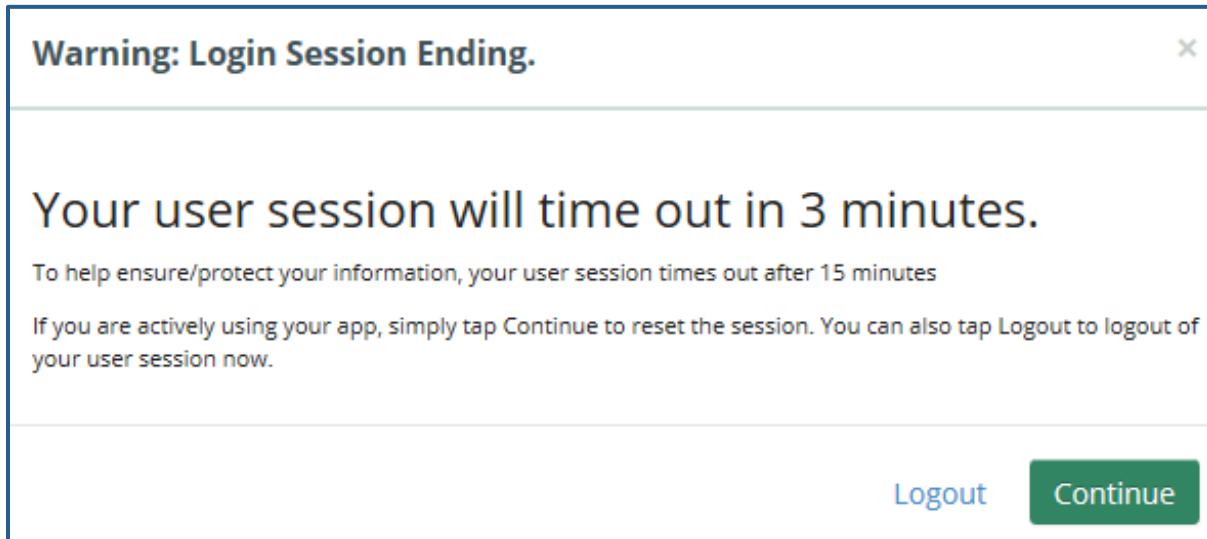 Warning: Login Session Ending.
×
Your user session will time out in 3 minutes.
To help ensure/protect your information, your user session times out after 15 minutes
If you are actively using your app, simply tap Continue to reset the session. You can also tap Logout to logout of
your user session now.
Logout
Continue